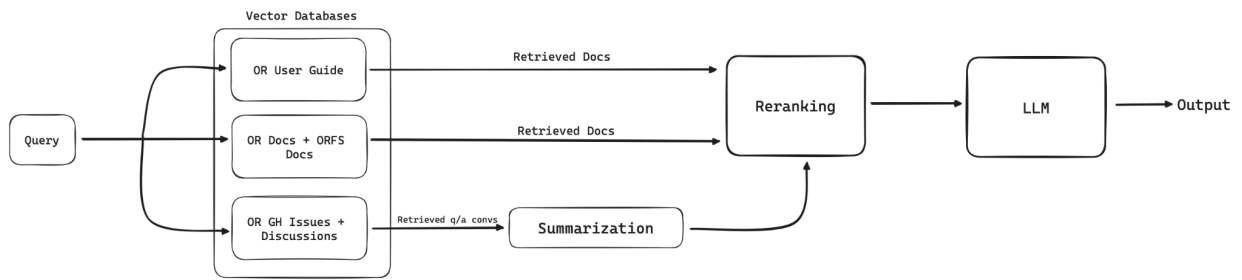 Vector Databases
OR User Guide
Retrieved Docs
Query
OR Docs + ORFS
Docs
Retrieved Docs
OR GH Issues +
Discussions
Retrieved q/a convs
Summarization
Reranking
LLM
Output